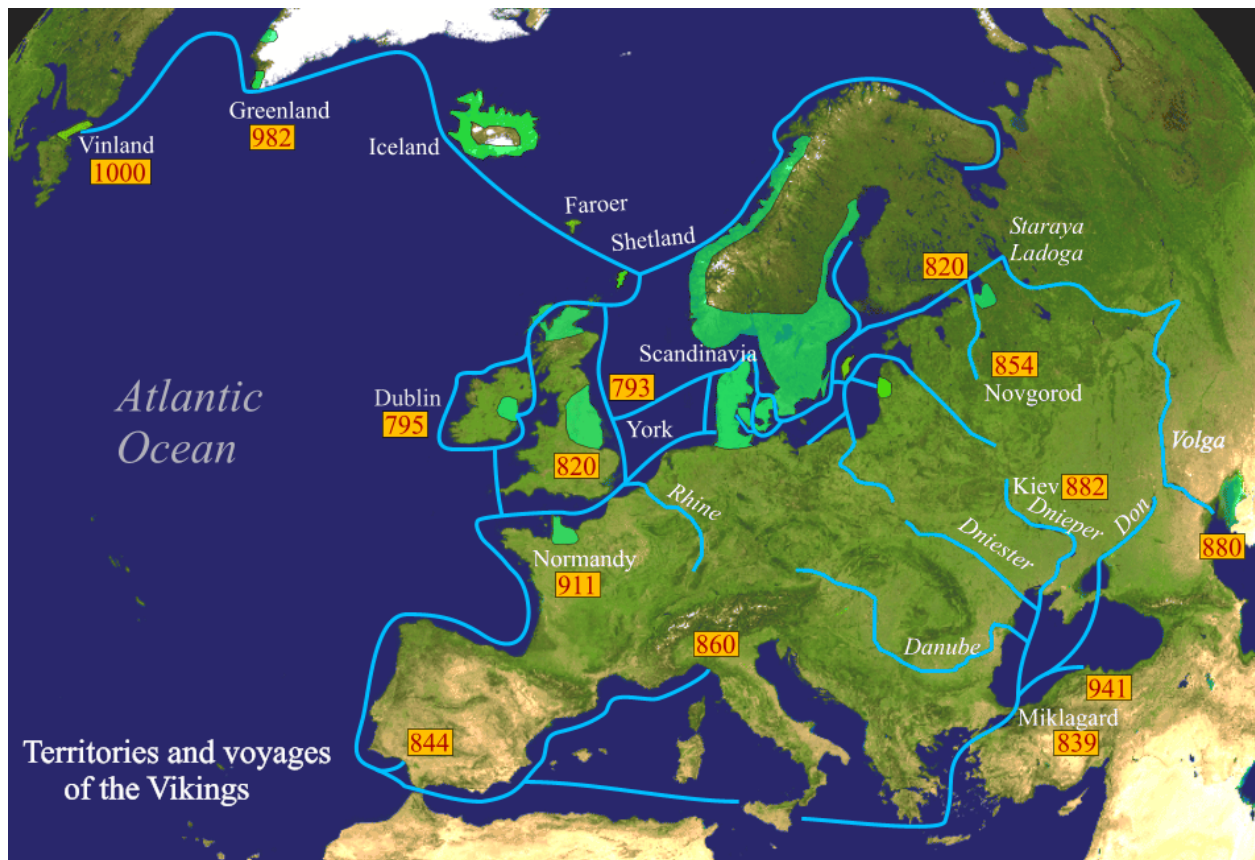 Greenland
982
Vinland
1000
Iceland
Faroer
Shetland
Staraya
Ladoga
820
Scandinavia
793
854
Novgorod
Dublin
795
York
Atlantic
Ocean
820
Volga
Kiev 882
Rhine
Dnieper
Don
Dniester
880
Normandy
911
860
Danube
941
Miklagard
839
844
Territories and voyages
of the Vikings